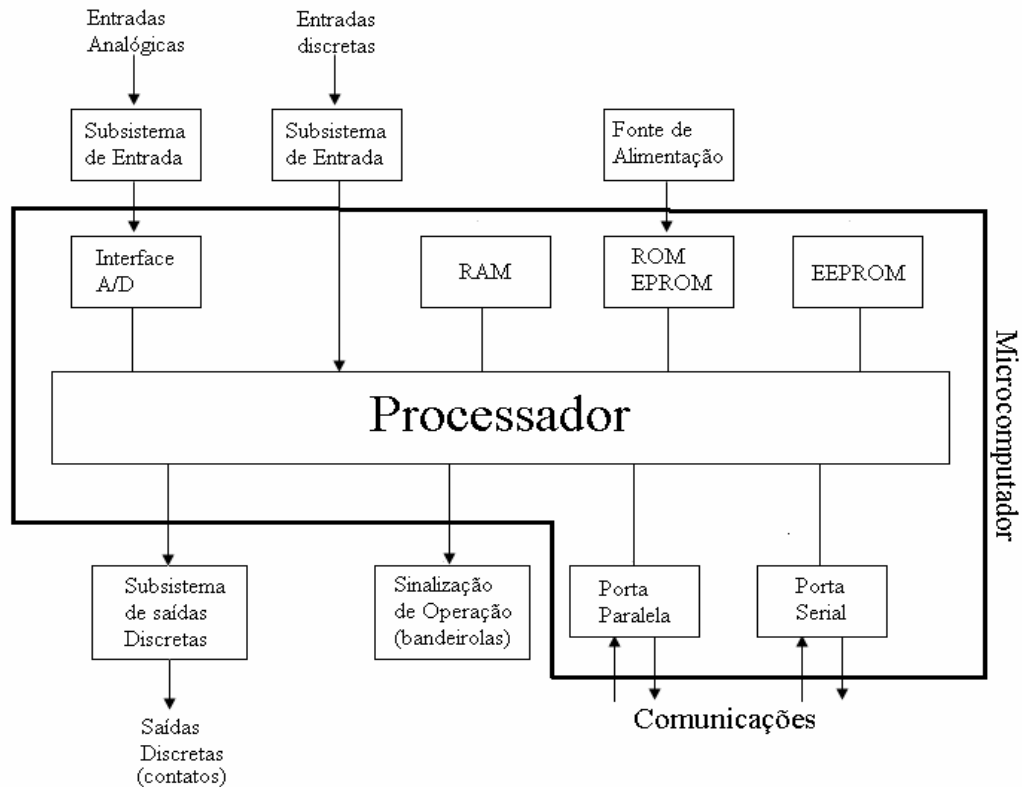 Entradas
Analógicas
Entradas
discretas
Subsistema
de Entrada
Subsistema
de Entrada
Fonte de
Alimentação
Interface
A/D
RAM
ROM
EPROM
EEPROM
Microcomputador
Processador
Subsistema
de saídas
Discretas
Sinalização
de Operação
(bandeirolas)
Porta
Paralela
Porta
Serial
Comunicações
Saídas
Discretas
(contatos)